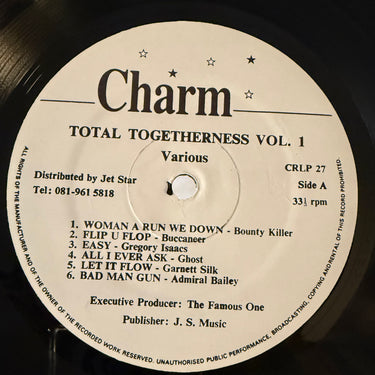 Charm
TOTAL TOGETHERNESS VOL. 1
Various
CRLP 27
Distributed by Jet Star
Side A
Tel: 081-961 5818
33⅓ rpm
1. WOMAN A RUN WE DOWN - Bounty Killer
2. FLIP U FLOP - Buccaneer
3. EASY - Gregory Isaacs
4. ALL I EVER ASK - Ghost
5. LET IT FLOW - Garnett Silk
6. BAD MAN GUN - Admiral Bailey
Executive Producer: The Famous One
Publisher: J. S. Music
ALL RIGHTS OF THE MANUFACTURER AND OF THE OWNER OF THE RECORDED WORK RESERVED. UNAUTHORISED PUBLIC PERFORMANCE, BROADCASTING, COPYING AND RENTAL OF THIS RECORD PROHIBITED.